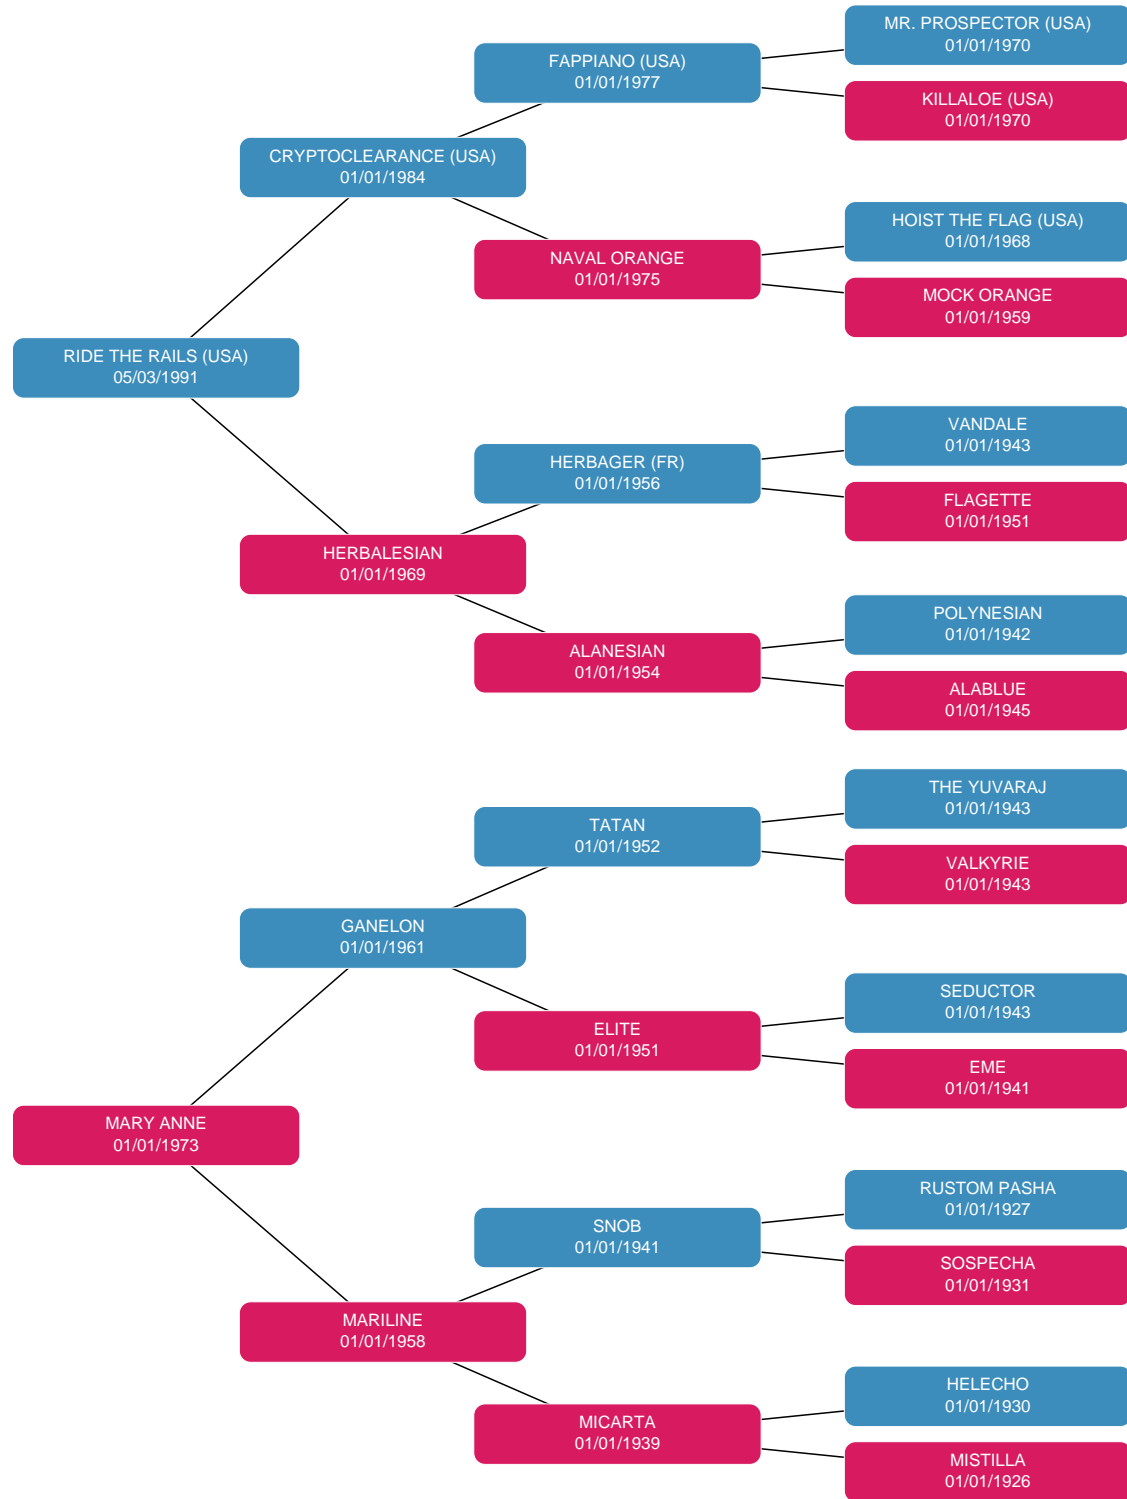 MR. PROSPECTOR (USA)
01/01/1970
FAPPIANO (USA)
01/01/1977
KILLALOE (USA)
01/01/1970
CRYPTOCLEARANCE (USA)
01/01/1984
HOIST THE FLAG (USA)
01/01/1968
NAVAL ORANGE
01/01/1975
MOCK ORANGE
01/01/1959
RIDE THE RAILS (USA)
05/03/1991
VANDALE
01/01/1943
HERBAGER (FR)
01/01/1956
FLAGETTE
01/01/1951
HERBALESIAN
01/01/1969
POLYNESIAN
01/01/1942
ALANESIAN
01/01/1954
ALABLUE
01/01/1945
THE YUVARAJ
01/01/1943
TATAN
01/01/1952
VALKYRIE
01/01/1943
GANELON
01/01/1961
SEDUCTOR
01/01/1943
ELITE
01/01/1951
EME
01/01/1941
MARY ANNE
01/01/1973
RUSTOM PASHA
01/01/1927
SNOB
01/01/1941
SOSPECHA
01/01/1931
MARILINE
01/01/1958
HELECHO
01/01/1930
MICARTA
01/01/1939
MISTILLA
01/01/1926